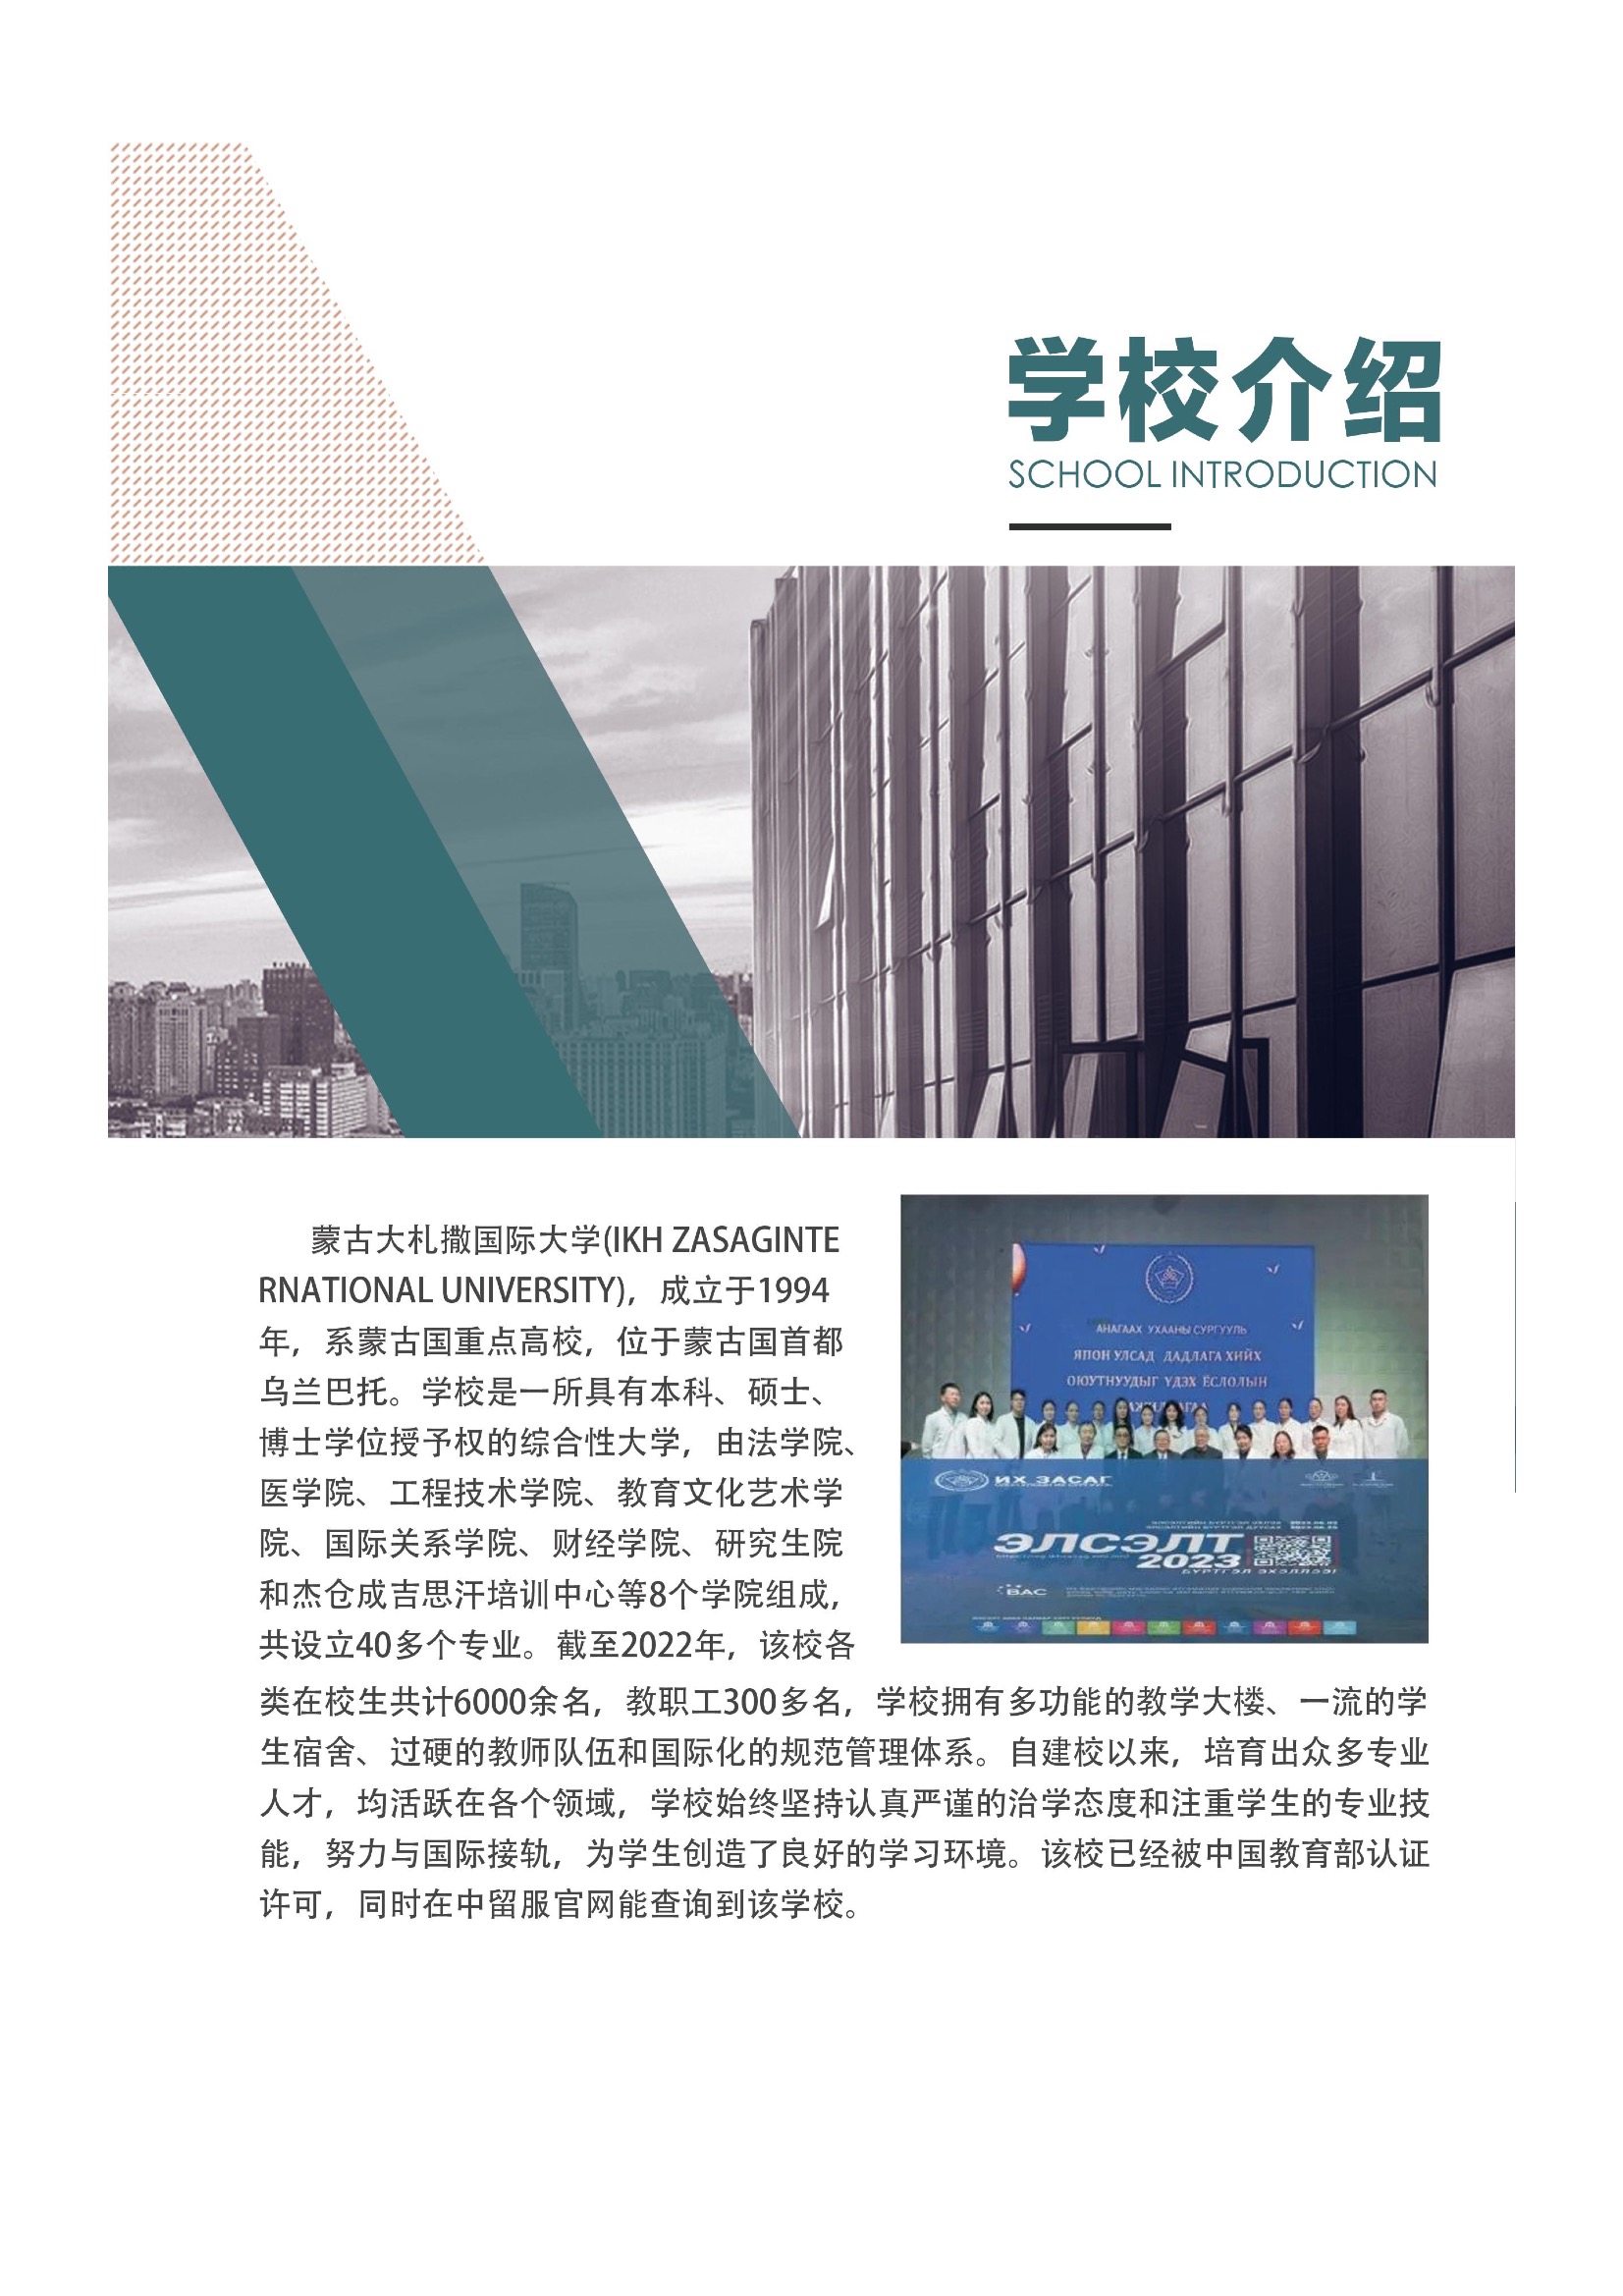 学校介绍
SCHOOL INTRODUCTION
蒙古大札撒国际大学(IKH ZASAGINTE
RNATIONAL UNIVERSITY)，成立于1994
年，系蒙古国重点高校，位于蒙古国首都
乌兰巴托。学校是一所具有本科、硕士、
博士学位授予权的综合性大学，由法学院、
医学院、工程技术学院、教育文化艺术学
院、国际关系学院、财经学院、研究生院
和杰仓成吉思汗培训中心等8个学院组成，
共设立40多个专业。截至2022年，该校各
类在校生共计6000余名，教职工300多名，学校拥有多功能的教学大楼、一流的学
生宿舍、过硬的教师队伍和国际化的规范管理体系。自建校以来，培育出众多专业
人才，均活跃在各个领域，学校始终坚持认真严谨的治学态度和注重学生的专业技
能，努力与国际接轨，为学生创造了良好的学习环境。该校已经被中国教育部认证
许可，同时在中留服官网能查询到该学校。
АНАГААХ УХААНЫ СУРГУУЛЬ
ЯПОН УЛСАД ДАДЛАГА ХИЙХ
ОЮУТНУУДЫГ ҮДЭХ ЁСЛОЛЫН
ИХ ЗАСАГ
ЭЛСЭЛТ
2023
БҮРТГЭЛ ЭХЭЛЛЭЭ!
BAC